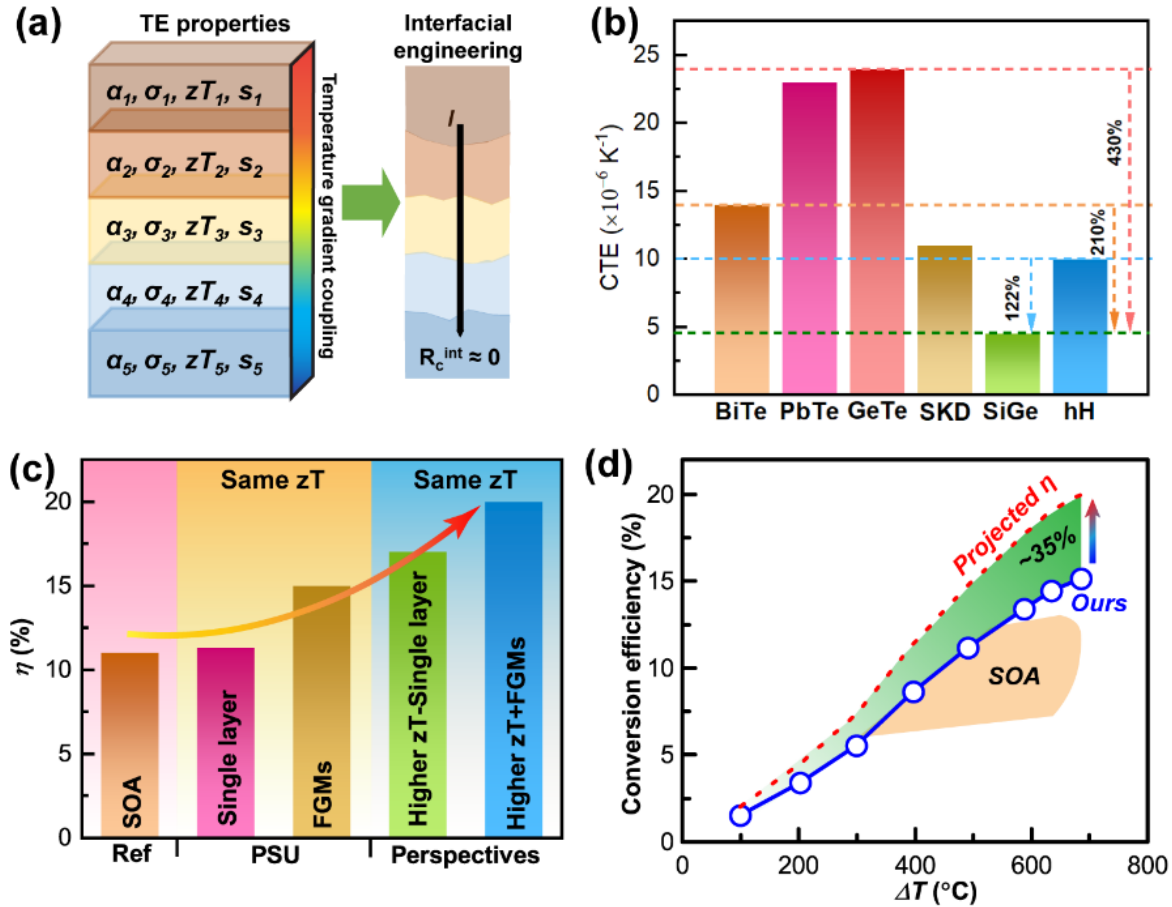 (a)
TE properties
α1, σ1, zT1, s1
α2, σ2, zT2, s2
α3, σ3, zT3, s3
α4, σ4, zT4, s4
α5, σ5, zT5, s5
Temperature gradient coupling
Interfacial
engineering
I
Rc^int ≈ 0
(b)
CTE (×10⁻⁶ K⁻¹)
25
20
15
10
5
0
430%
210%
122%
BiTe PbTe GeTe SKD SiGe hH
(c)
η (%)
20
15
10
5
0
Same zT
Same zT
SOA
Single layer
FGMs
Higher zT-Single layer
Higher zT+FGMs
Ref
PSU
Perspectives
(d)
Conversion efficiency (%)
20
15
10
5
0
Projected η
~35%
Ours
SOA
0 200 400 600 800
ΔT (°C)